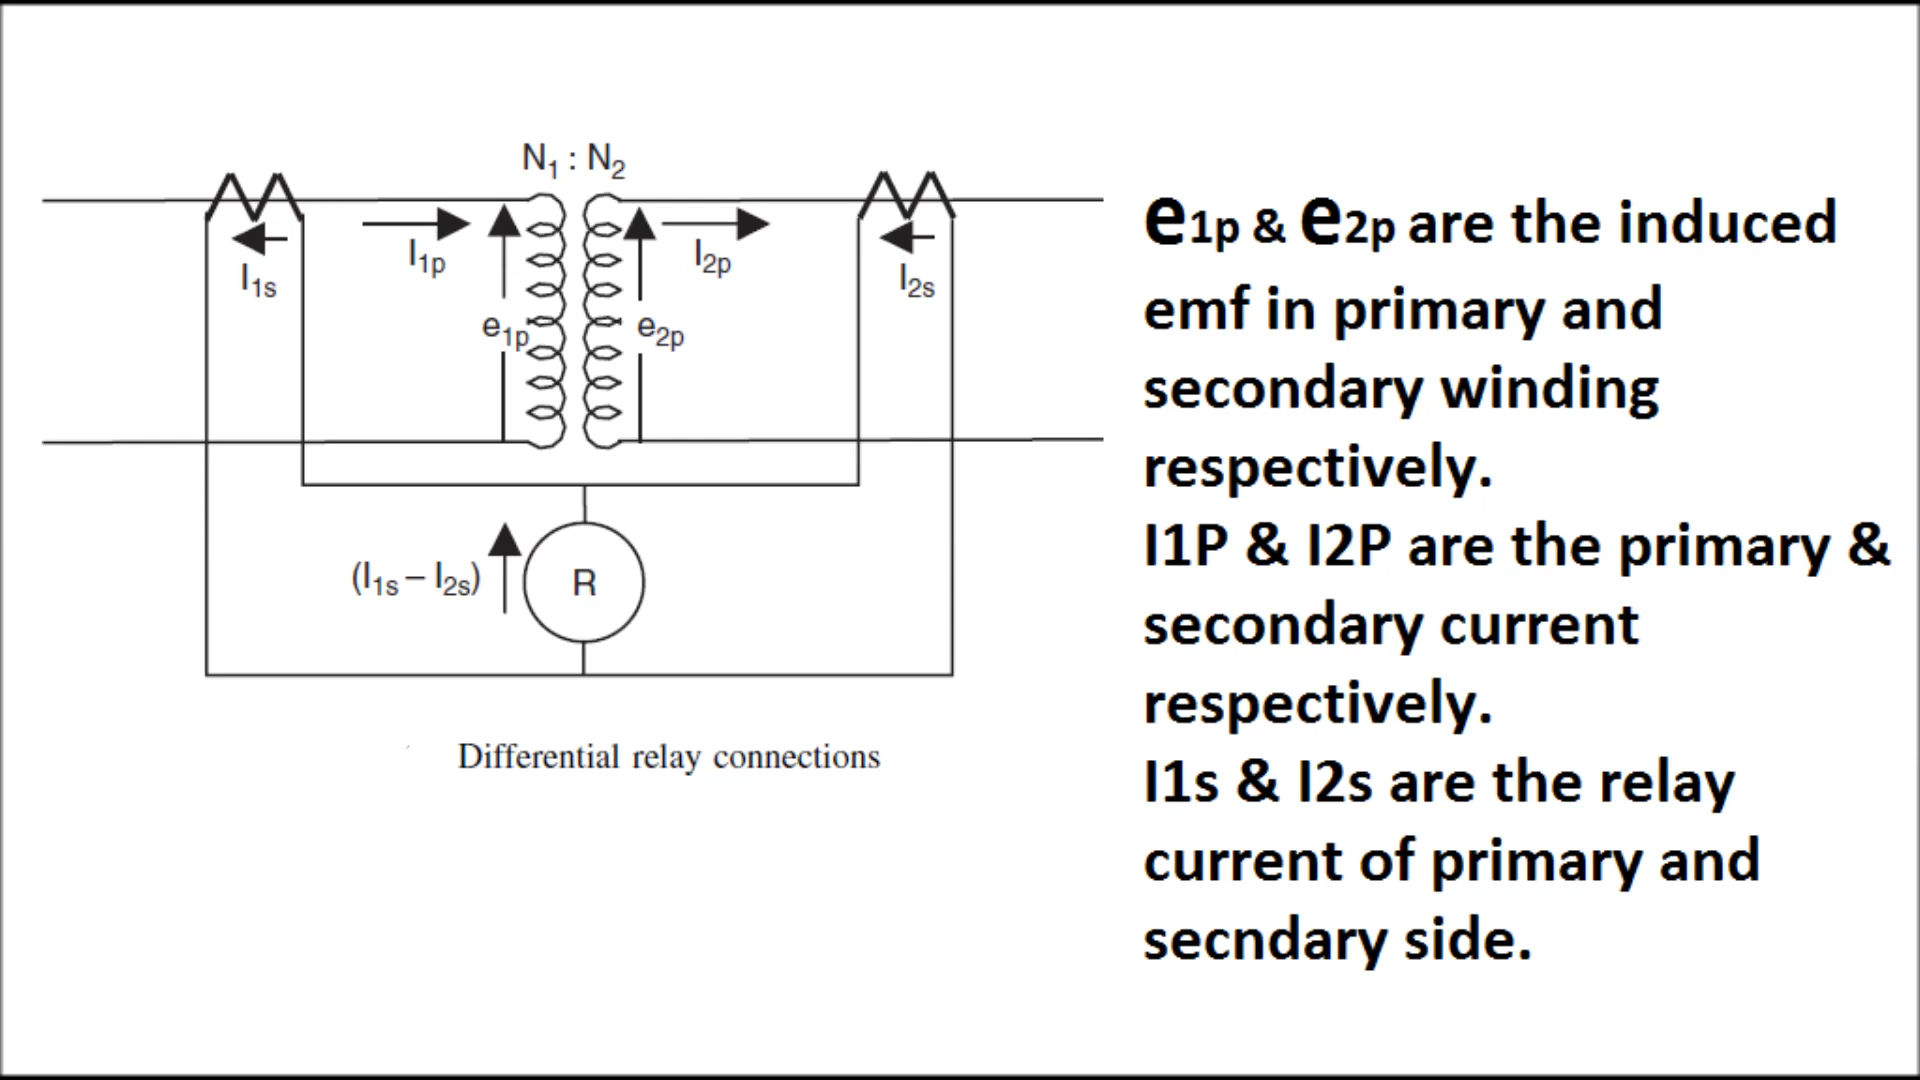 N1 : N2
I1s
I1p
I2p
I2s
e1p
e2p
(I1s – I2s)
R
Differential relay connections
e1p & e2p are the induced
emf in primary and
secondary winding
respectively.
I1P & I2P are the primary &
secondary current
respectively.
I1s & I2s are the relay
current of primary and
secndary side.